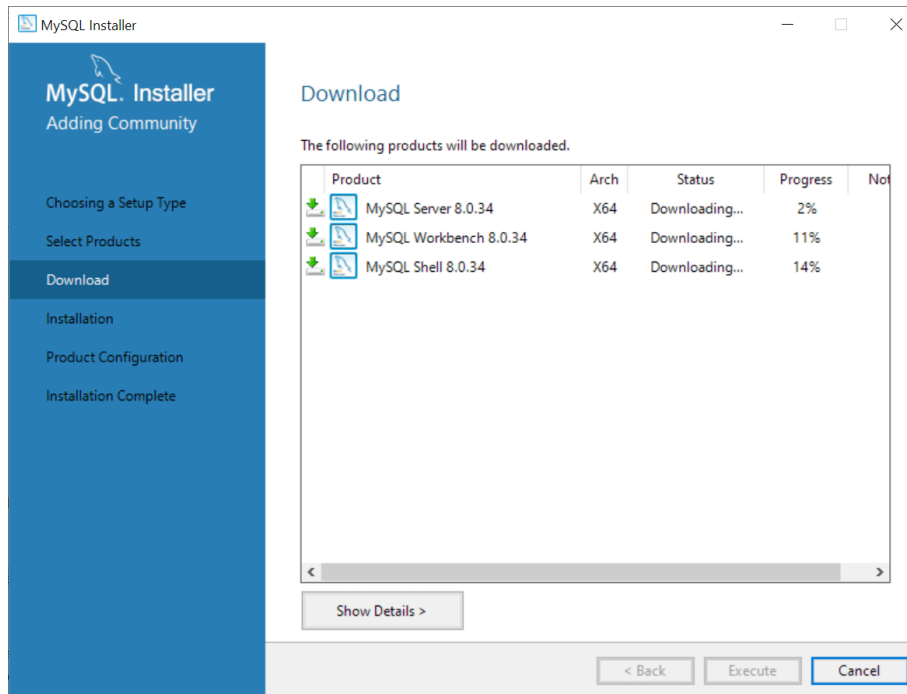 MySQL Installer
MySQL. Installer
Adding Community
Choosing a Setup Type
Select Products
Download
Installation
Product Configuration
Installation Complete
Download
The following products will be downloaded.
Product Arch Status Progress Not
MySQL Server 8.0.34 X64 Downloading... 2%
MySQL Workbench 8.0.34 X64 Downloading... 11%
MySQL Shell 8.0.34 X64 Downloading... 14%
Show Details >
< Back Execute Cancel